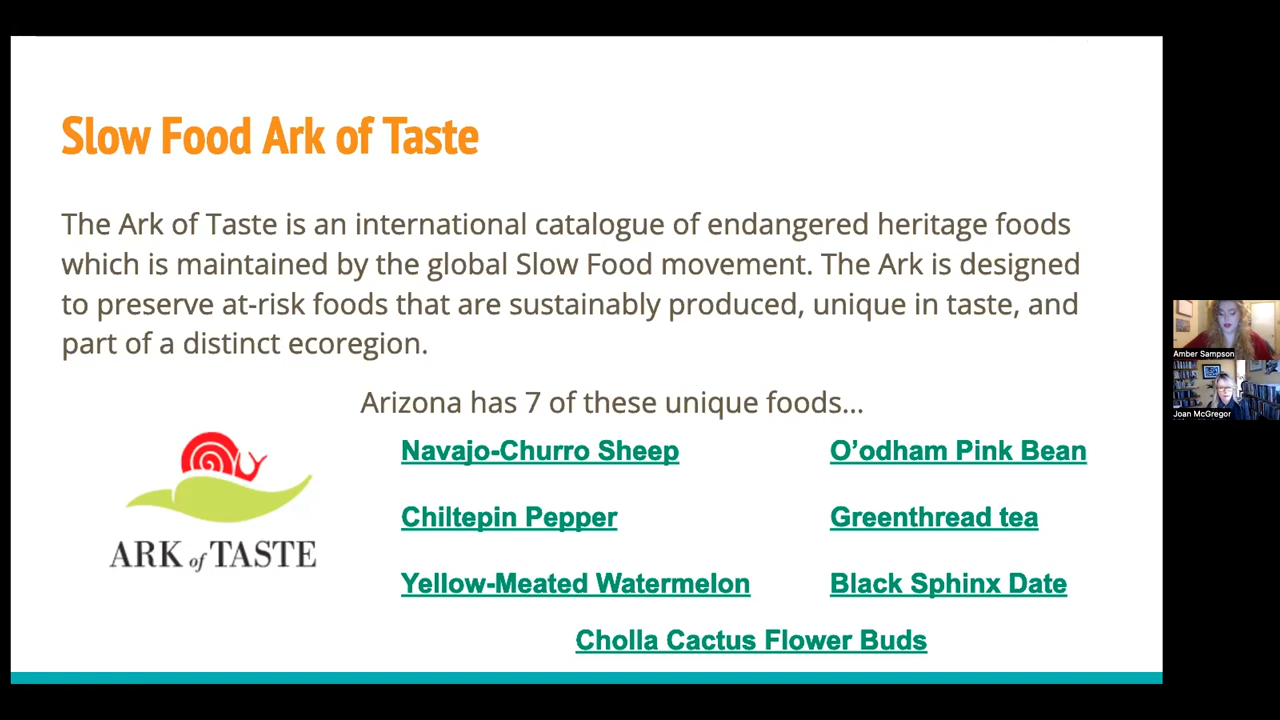 Slow Food Ark of Taste
The Ark of Taste is an international catalogue of endangered heritage foods
which is maintained by the global Slow Food movement. The Ark is designed
to preserve at-risk foods that are sustainably produced, unique in taste, and
part of a distinct ecoregion.
Arizona has 7 of these unique foods...
Navajo-Churro Sheep
O’odham Pink Bean
Chiltepin Pepper
Greenthread tea
Yellow-Meated Watermelon
Black Sphinx Date
Cholla Cactus Flower Buds
ARK of TASTE
Amber Sampson
Joan McGregor